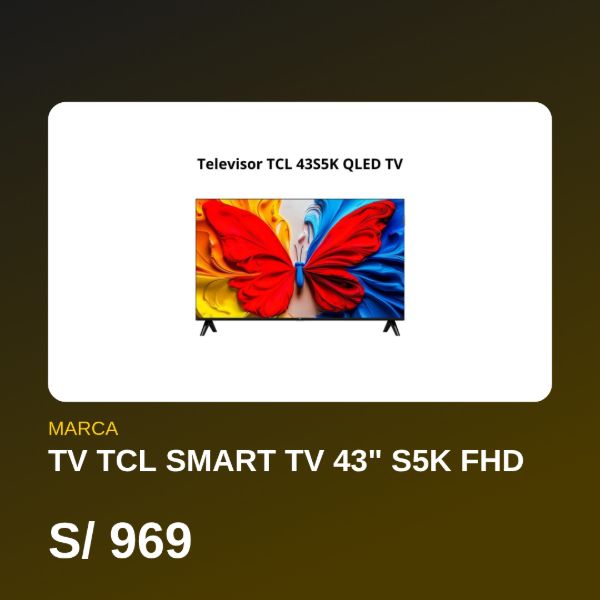 Televisor TCL 43S5K QLED TV
MARCA
TV TCL SMART TV 43" S5K FHD
S/ 969